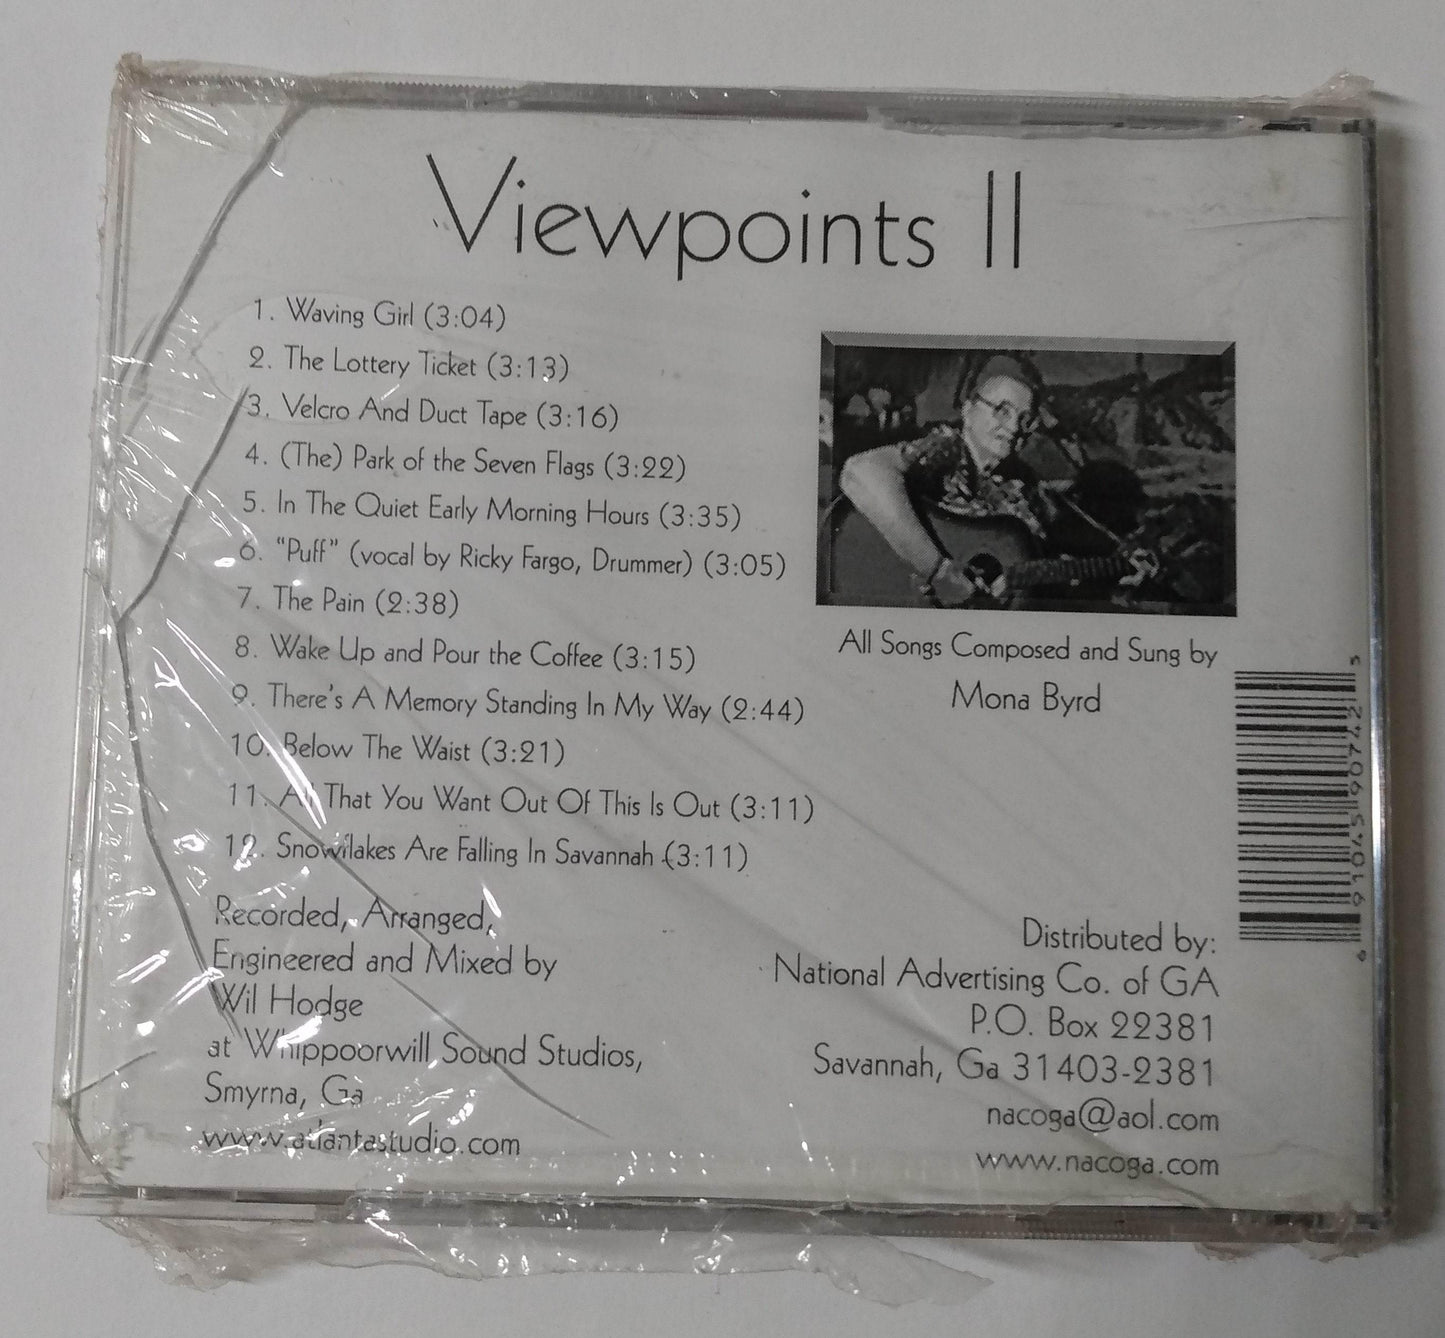 Viewpoints II
1. Waving Girl (3:04)
2. The Lottery Ticket (3:13)
3. Velcro And Duct Tape (3:16)
4. (The) Park of the Seven Flags (3:22)
5. In The Quiet Early Morning Hours (3:35)
6. "Puff" (vocal by Ricky Fargo, Drummer) (3:05)
7. The Pain (2:38)
8. Wake Up and Pour the Coffee (3:15)
9. There's A Memory Standing In My Way (2:44)
10. Below The Waist (3:21)
11. All That You Want Out Of This Is Out (3:11)
12. Snowflakes Are Falling In Savannah (3:11)
All Songs Composed and Sung by
Mona Byrd
Recorded, Arranged,
Engineered and Mixed by
Wil Hodge
at Whippoorwill Sound Studios,
Smyrna, Ga
www.atlantastudio.com
Distributed by:
National Advertising Co. of GA
P.O. Box 22381
Savannah, Ga 31403-2381
nacoga@aol.com
www.nacoga.com
6 91045 90742 5